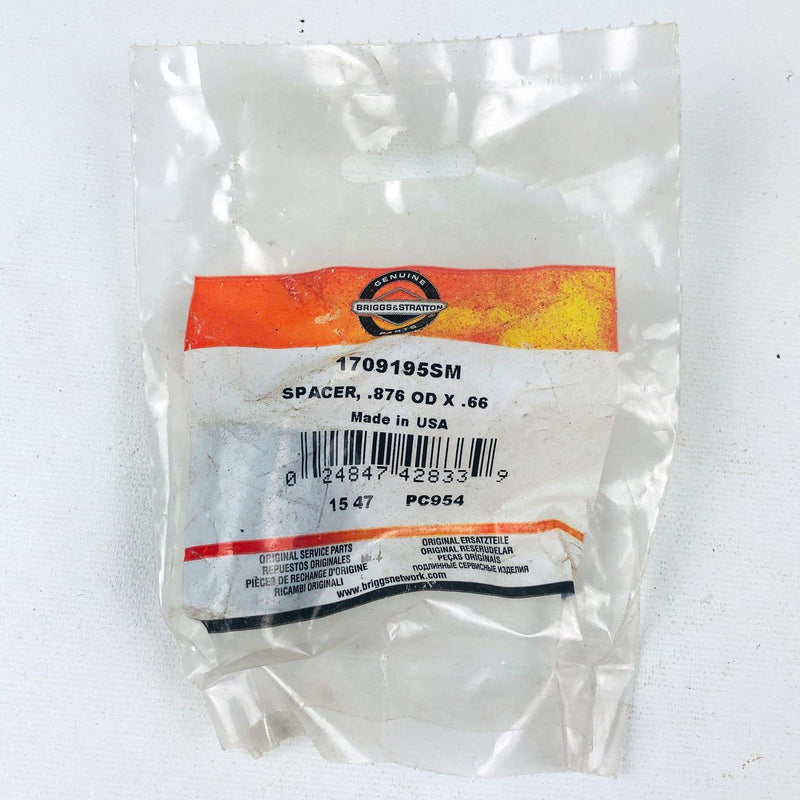 GENUINE
BRIGGS&STRATTON
PARTS
1709195SM
SPACER, .876 OD X .66
Made in USA
0 24847 42833 9
15 47 PC954
ORIGINAL SERVICE PARTS
REPUESTOS ORIGINALES
PIÈCES DE RECHANGE D'ORIGINE
RICAMBI ORIGINALI
ORIGINAL ERSATZTEILE
ORIGINAL RESERUDELAR
PEÇAS ORIGINAIS
ПОДЛИННЫЕ СЕРВИСНЫЕ ИЗДЕЛИЯ
www.briggsnetwork.com